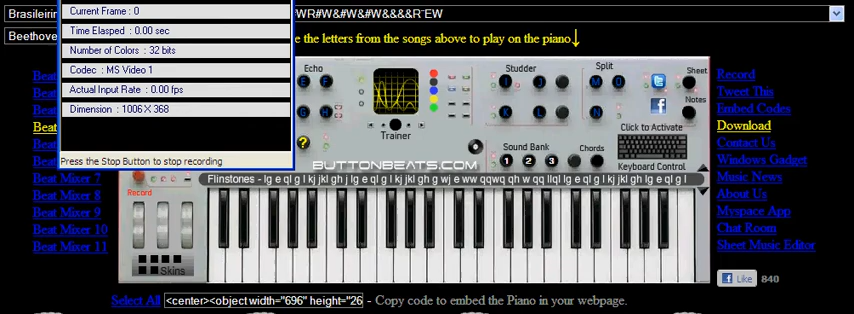 Brasileirin
#WR#W&#W&#W&&&&R¨EW
Beethove
e the letters from the songs above to play on the piano↓
Current Frame : 0
Time Elasped : 0.00 sec
Number of Colors : 32 bits
Codec : MS Video 1
Actual Input Rate : 0.00 fps
Dimension : 1006 X 368
Press the Stop Button to stop recording
Beat
Beat
Beat
Beat
Beat
Beat
Beat Mixer 7
Beat Mixer 8
Beat Mixer 9
Beat Mixer 10
Beat Mixer 11
Echo
E F
G H
?
Trainer
Studder
I J
K L
Split
M O
N
Sheet
Notes
Click to Activate
Keyboard Control
Sound Bank
1 2 3
Chords
BUTTONBEATS.COM
Record
Flinstones - lg e ql g l kj jkl gh j lg e ql g l kj jkl gh g wj e ww qqwq qh w qq llql lg e ql g l kj jkl gh lg e ql g l
Skins
Record
Tweet This
Embed Codes
Download
Contact Us
Windows Gadget
Music News
About Us
Myspace App
Chat Room
Sheet Music Editor
Like 840
Select All <center><object width="696" height="26 - Copy code to embed the Piano in your webpage.